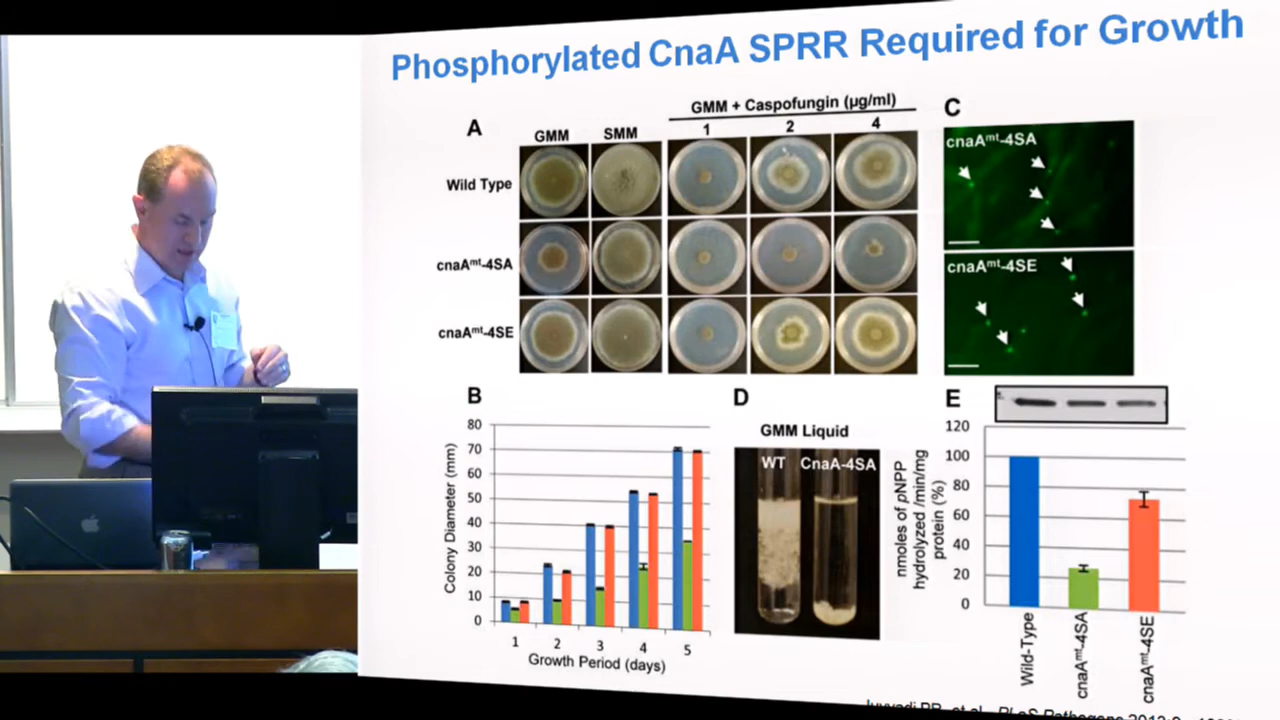 Phosphorylated CnaA SPRR Required for Growth
GMM + Caspofungin (µg/ml)
A
GMM
SMM
1
2
4
Wild Type
cnaAmt-4SA
cnaAmt-4SE
C
cnaAmt-4SA
cnaAmt-4SE
B
Colony Diameter (mm)
80
70
60
50
40
30
20
10
0
1 2 3 4 5
Growth Period (days)
D
GMM Liquid
WT CnaA-4SA
E
nmoles of pNPP
hydrolyzed /min/mg
protein (%)
120
100
80
60
40
20
0
Wild-Type
cnaAmt-4SA
cnaAmt-4SE
PR, et al., PLoS Pathogens